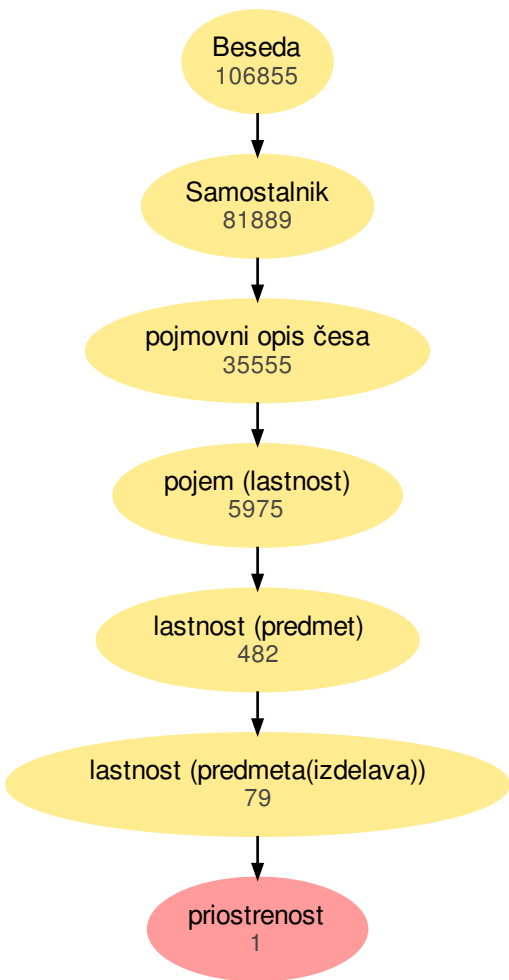 Beseda
106855
Samostalnik
81889
pojmovni opis česa
35555
pojem (lastnost)
5975
lastnost (predmet)
482
lastnost (predmeta(izdelava))
79
priostrenost
1